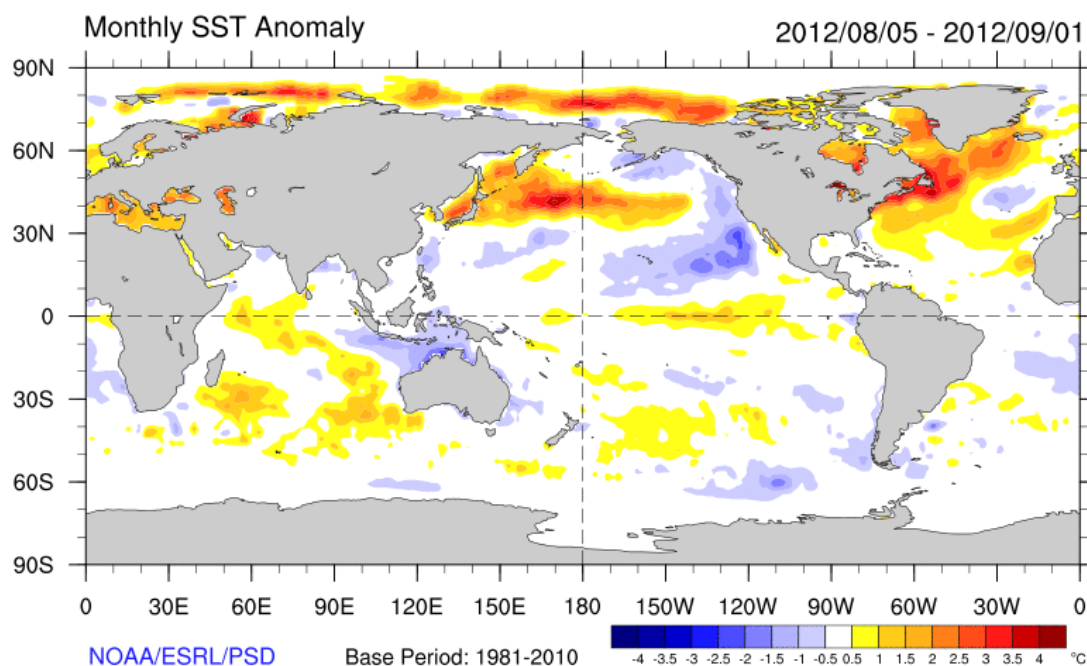 Monthly SST Anomaly 2012/08/05 - 2012/09/01
90N
60N
30N
0
30S
60S
90S
0 30E 60E 90E 120E 150E 180 150W 120W 90W 60W 30W 0
NOAA/ESRL/PSD Base Period: 1981-2010
-4 -3.5 -3 -2.5 -2 -1.5 -1 -0.5 0.5 1 1.5 2 2.5 3 3.5 4 °C